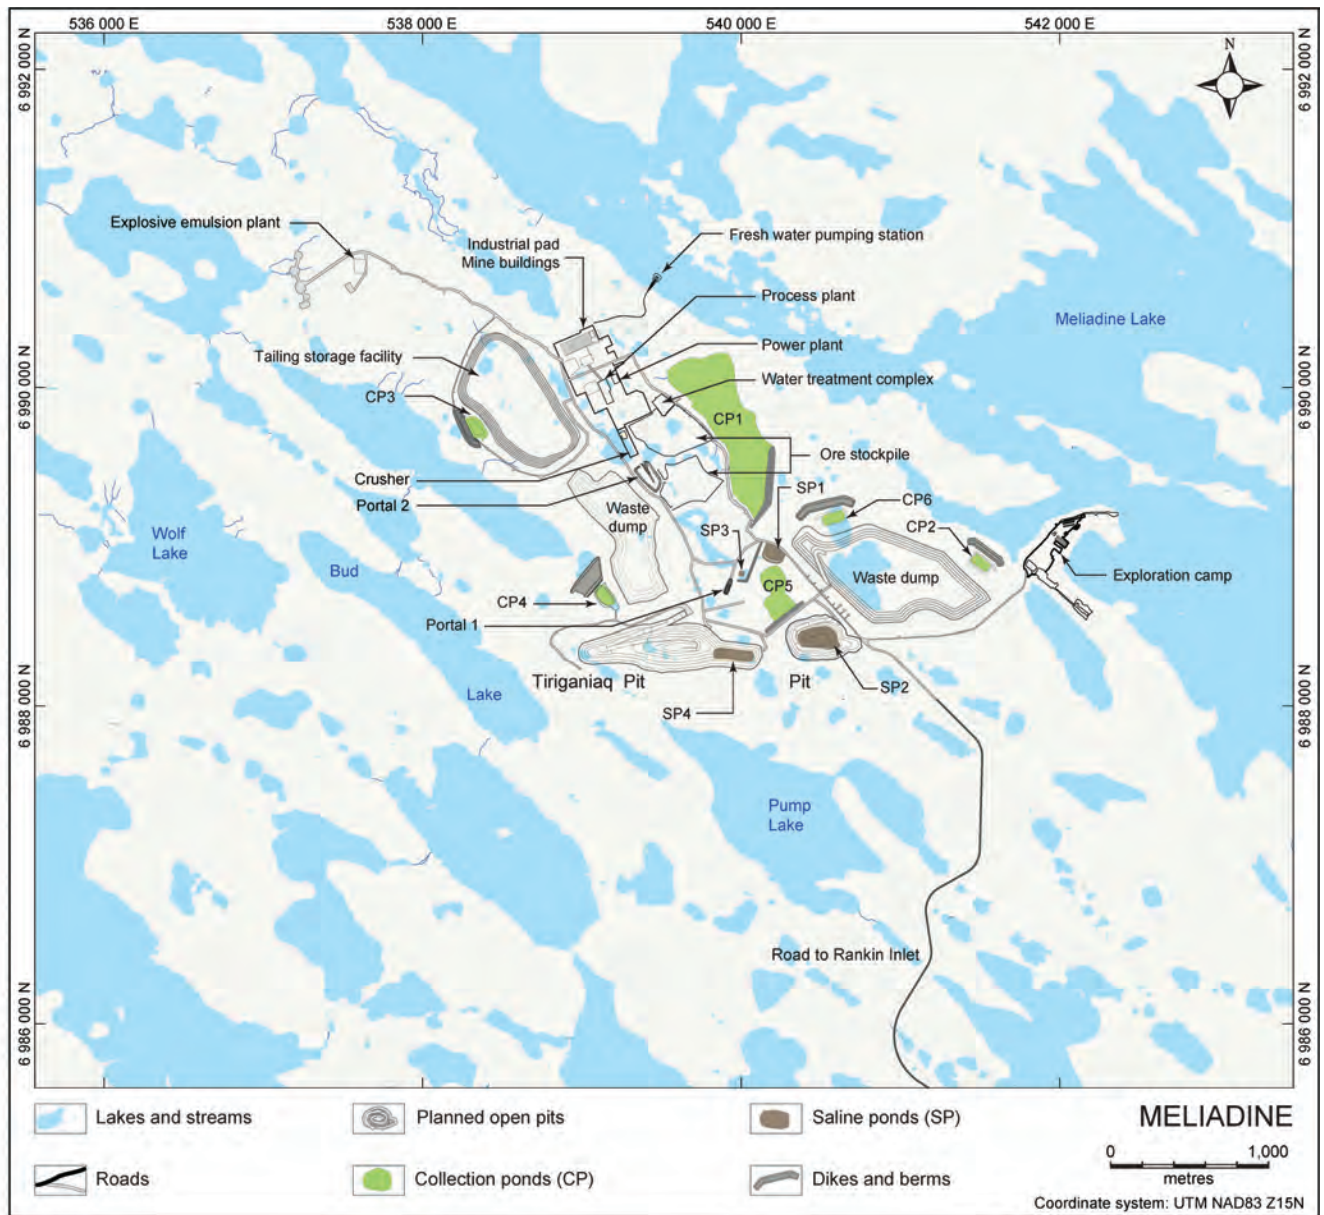 536 000 E
538 000 E
540 000 E
542 000 E
6 992 000 N
6 992 000 N
N
Explosive emulsion plant
Industrial pad
Mine buildings
Fresh water pumping station
Process plant
Meliadine Lake
Power plant
Tailing storage facility
Water treatment complex
6 990 000 N
6 990 000 N
CP3
CP1
Ore stockpile
Crusher
SP1
Portal 2
Waste
dump
CP6
SP3
CP2
Wolf
Lake
Bud
Waste dump
Exploration camp
CP5
CP4
Portal 1
Tiriganiaq Pit
Pit
SP2
Lake
SP4
6 988 000 N
6 988 000 N
Pump
Lake
Road to Rankin Inlet
6 986 000 N
6 986 000 N
Lakes and streams
Planned open pits
Saline ponds (SP)
MELIADINE
Roads
Collection ponds (CP)
Dikes and berms
0 1,000
metres
Coordinate system: UTM NAD83 Z15N